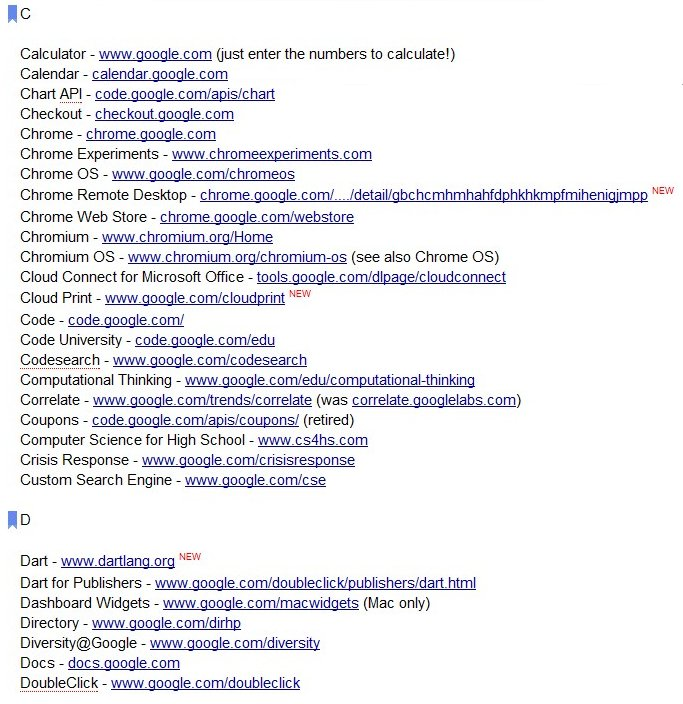 C
Calculator - www.google.com (just enter the numbers to calculate!)
Calendar - calendar.google.com
Chart API - code.google.com/apis/chart
Checkout - checkout.google.com
Chrome - chrome.google.com
Chrome Experiments - www.chromeexperiments.com
Chrome OS - www.google.com/chromeos
Chrome Remote Desktop - chrome.google.com/..../detail/gbchcmhmhahfdphkhkmpfmihenigjmpp NEW
Chrome Web Store - chrome.google.com/webstore
Chromium - www.chromium.org/Home
Chromium OS - www.chromium.org/chromium-os (see also Chrome OS)
Cloud Connect for Microsoft Office - tools.google.com/dlpage/cloudconnect
Cloud Print - www.google.com/cloudprint NEW
Code - code.google.com/
Code University - code.google.com/edu
Codesearch - www.google.com/codesearch
Computational Thinking - www.google.com/edu/computational-thinking
Correlate - www.google.com/trends/correlate (was correlate.googlelabs.com)
Coupons - code.google.com/apis/coupons/ (retired)
Computer Science for High School - www.cs4hs.com
Crisis Response - www.google.com/crisisresponse
Custom Search Engine - www.google.com/cse
D
Dart - www.dartlang.org NEW
Dart for Publishers - www.google.com/doubleclick/publishers/dart.html
Dashboard Widgets - www.google.com/macwidgets (Mac only)
Directory - www.google.com/dirhp
Diversity@Google - www.google.com/diversity
Docs - docs.google.com
DoubleClick - www.google.com/doubleclick